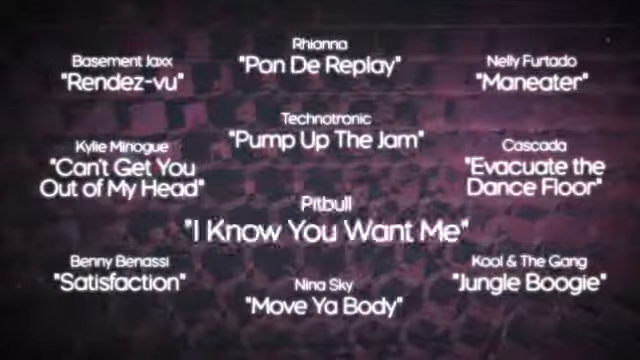 Rhianna
"Pon De Replay"
Basement Jaxx
"Rendez-vu"
Nelly Furtado
"Maneater"
Technotronic
"Pump Up The Jam"
Kylie Minogue
"Can't Get You
Out of My Head"
Cascada
"Evacuate the
Dance Floor"
Pitbull
"I Know You Want Me"
Benny Benassi
"Satisfaction"
Kool & The Gang
"Jungle Boogie"
Nina Sky
"Move Ya Body"